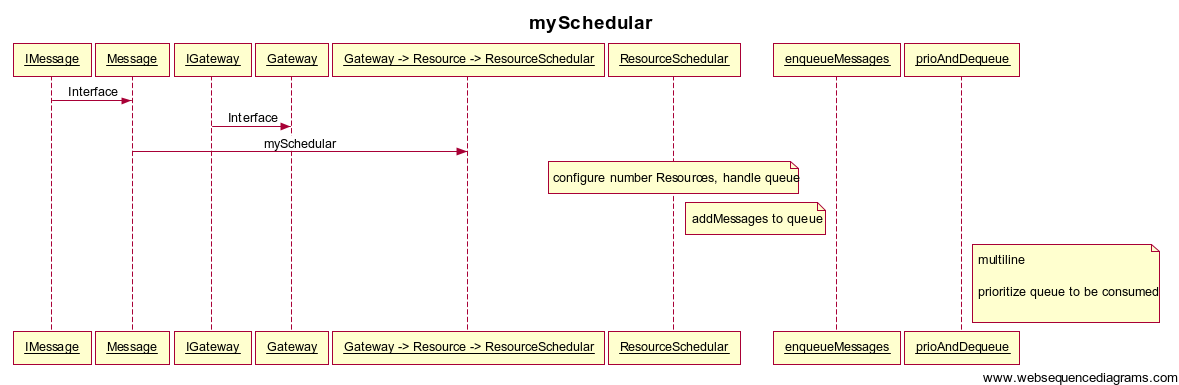 mySchedular
IMessage
Message
IGateway
Gateway
Gateway -> Resource -> ResourceSchedular
ResourceSchedular
enqueueMessages
prioAndDequeue
Interface
Interface
mySchedular
configure number Resources, handle queue
addMessages to queue
multiline
prioritize queue to be consumed
IMessage
Message
IGateway
Gateway
Gateway -> Resource -> ResourceSchedular
ResourceSchedular
enqueueMessages
prioAndDequeue
www.websequencediagrams.com